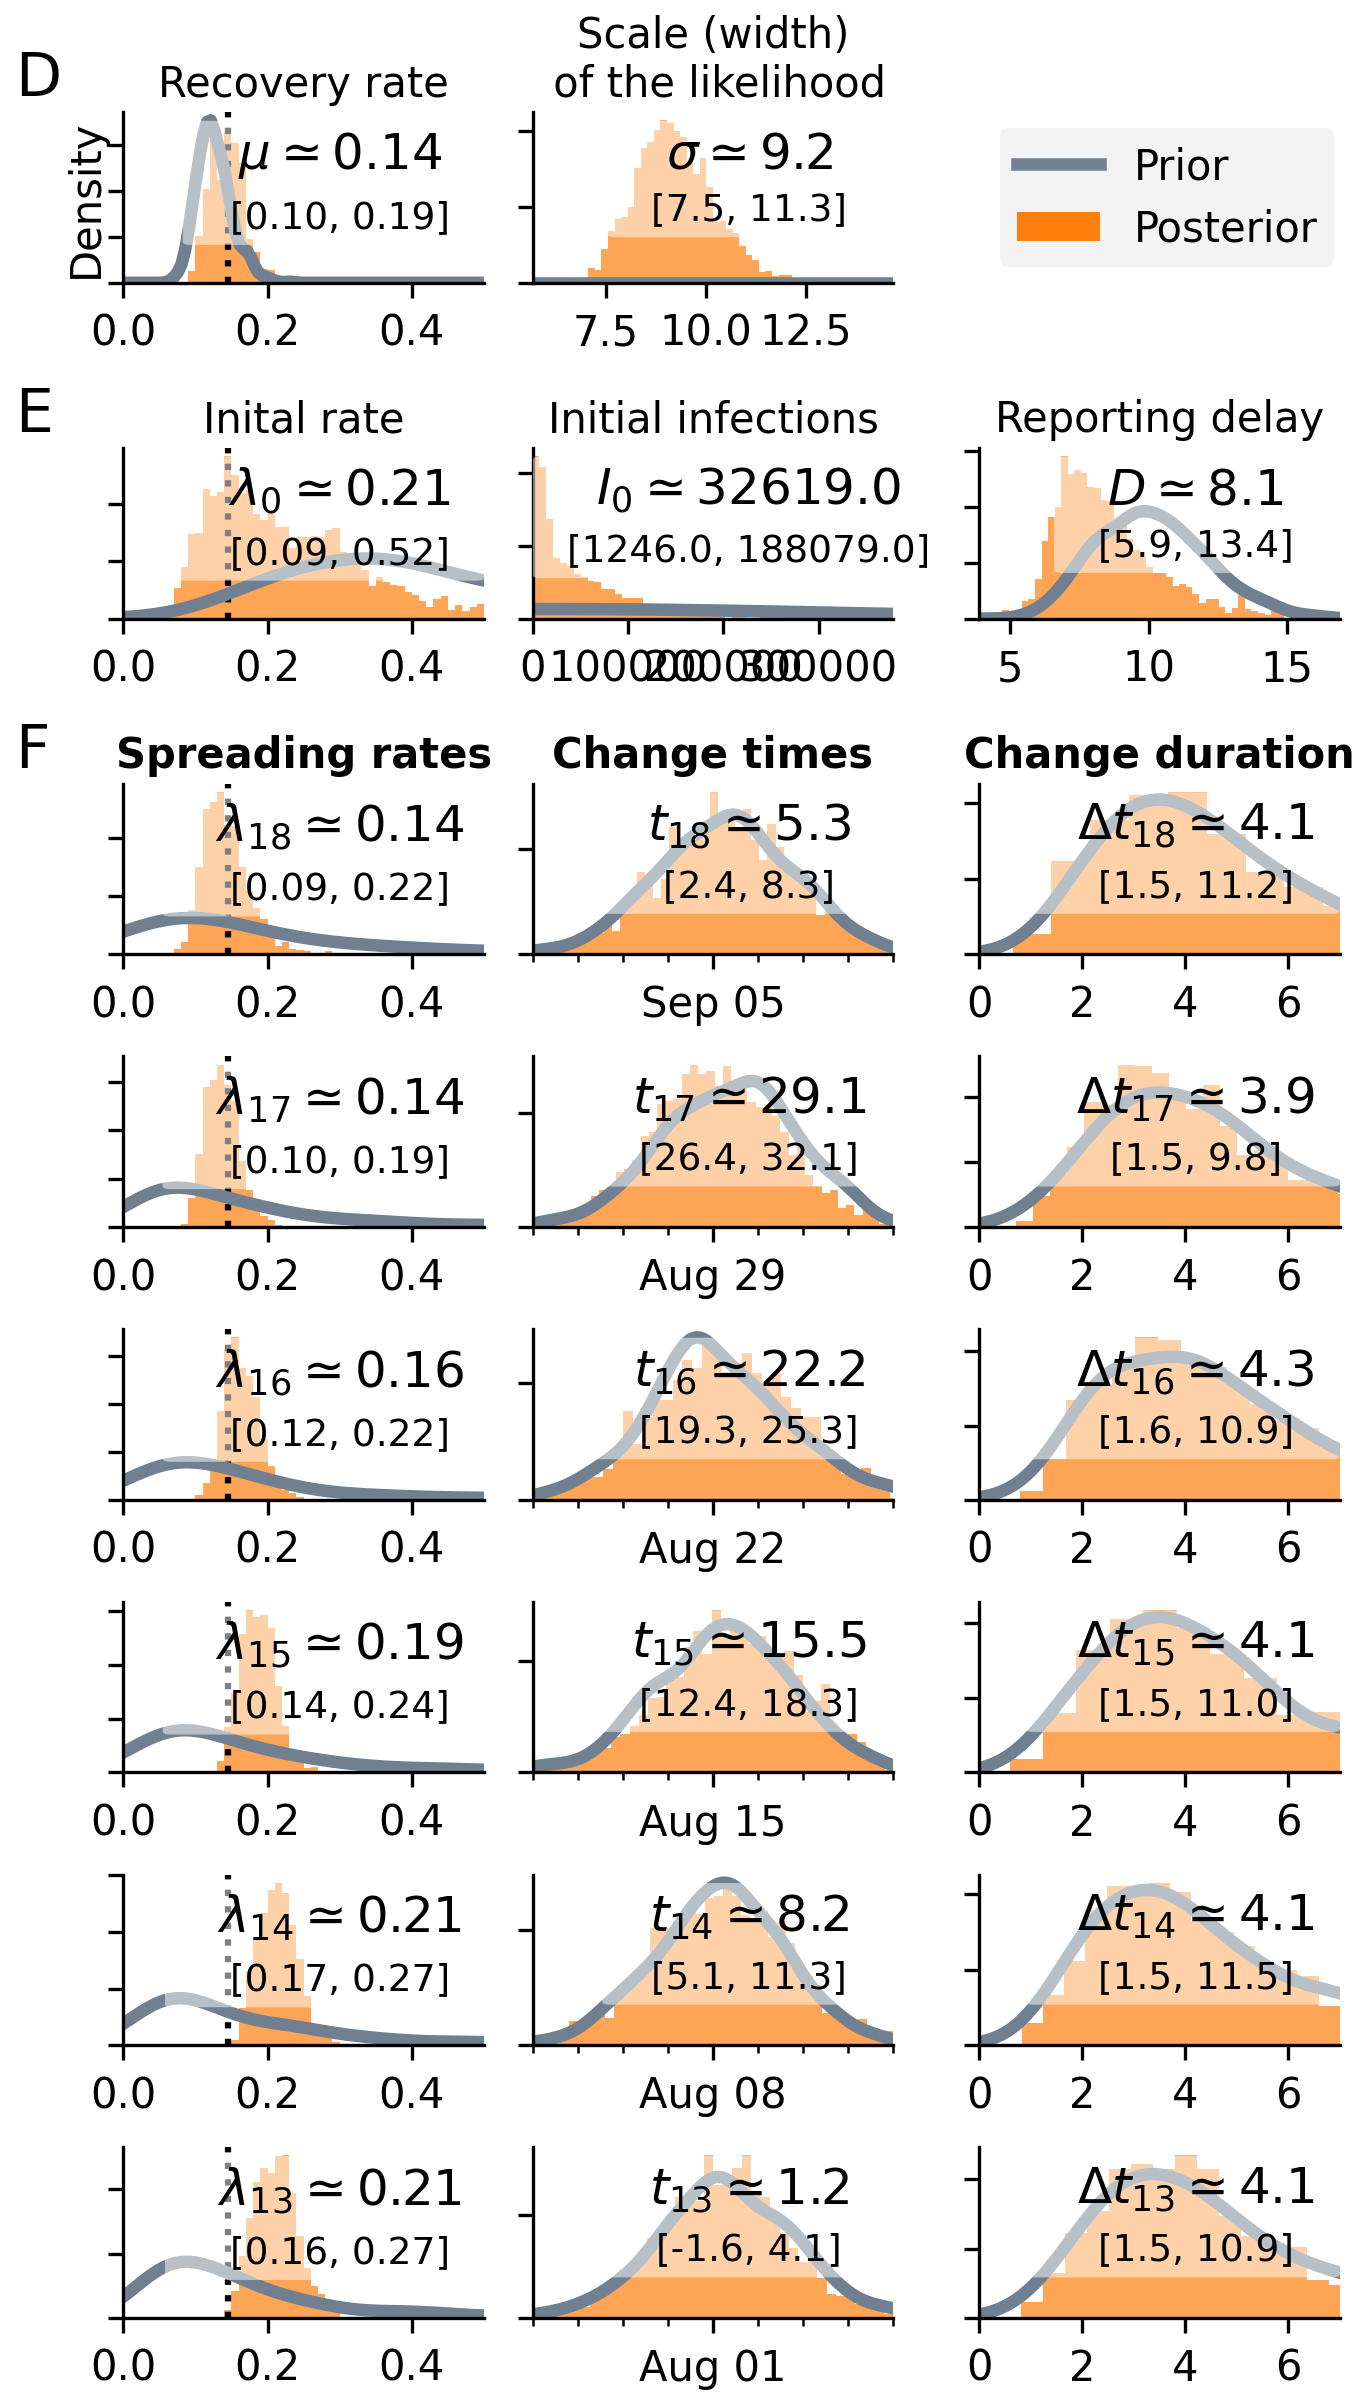 D
Recovery rate
Scale (width)
of the likelihood
Density
μ ≃ 0.14
[0.10, 0.19]
σ ≃ 9.2
[7.5, 11.3]
Prior
Posterior
0.0 0.2 0.4
7.5 10.0 12.5
E
Inital rate
Initial infections
Reporting delay
λ0 ≃ 0.21
[0.09, 0.52]
I0 ≃ 32619.0
[1246.0, 188079.0]
D ≃ 8.1
[5.9, 13.4]
0.0 0.2 0.4
0 100000 200000 300000
5 10 15
F
Spreading rates
Change times
Change duration
λ18 ≃ 0.14
[0.09, 0.22]
t18 ≃ 5.3
[2.4, 8.3]
Δt18 ≃ 4.1
[1.5, 11.2]
0.0 0.2 0.4
Sep 05
0 2 4 6
λ17 ≃ 0.14
[0.10, 0.19]
t17 ≃ 29.1
[26.4, 32.1]
Δt17 ≃ 3.9
[1.5, 9.8]
0.0 0.2 0.4
Aug 29
0 2 4 6
λ16 ≃ 0.16
[0.12, 0.22]
t16 ≃ 22.2
[19.3, 25.3]
Δt16 ≃ 4.3
[1.6, 10.9]
0.0 0.2 0.4
Aug 22
0 2 4 6
λ15 ≃ 0.19
[0.14, 0.24]
t15 ≃ 15.5
[12.4, 18.3]
Δt15 ≃ 4.1
[1.5, 11.0]
0.0 0.2 0.4
Aug 15
0 2 4 6
λ14 ≃ 0.21
[0.17, 0.27]
t14 ≃ 8.2
[5.1, 11.3]
Δt14 ≃ 4.1
[1.5, 11.5]
0.0 0.2 0.4
Aug 08
0 2 4 6
λ13 ≃ 0.21
[0.16, 0.27]
t13 ≃ 1.2
[-1.6, 4.1]
Δt13 ≃ 4.1
[1.5, 10.9]
0.0 0.2 0.4
Aug 01
0 2 4 6